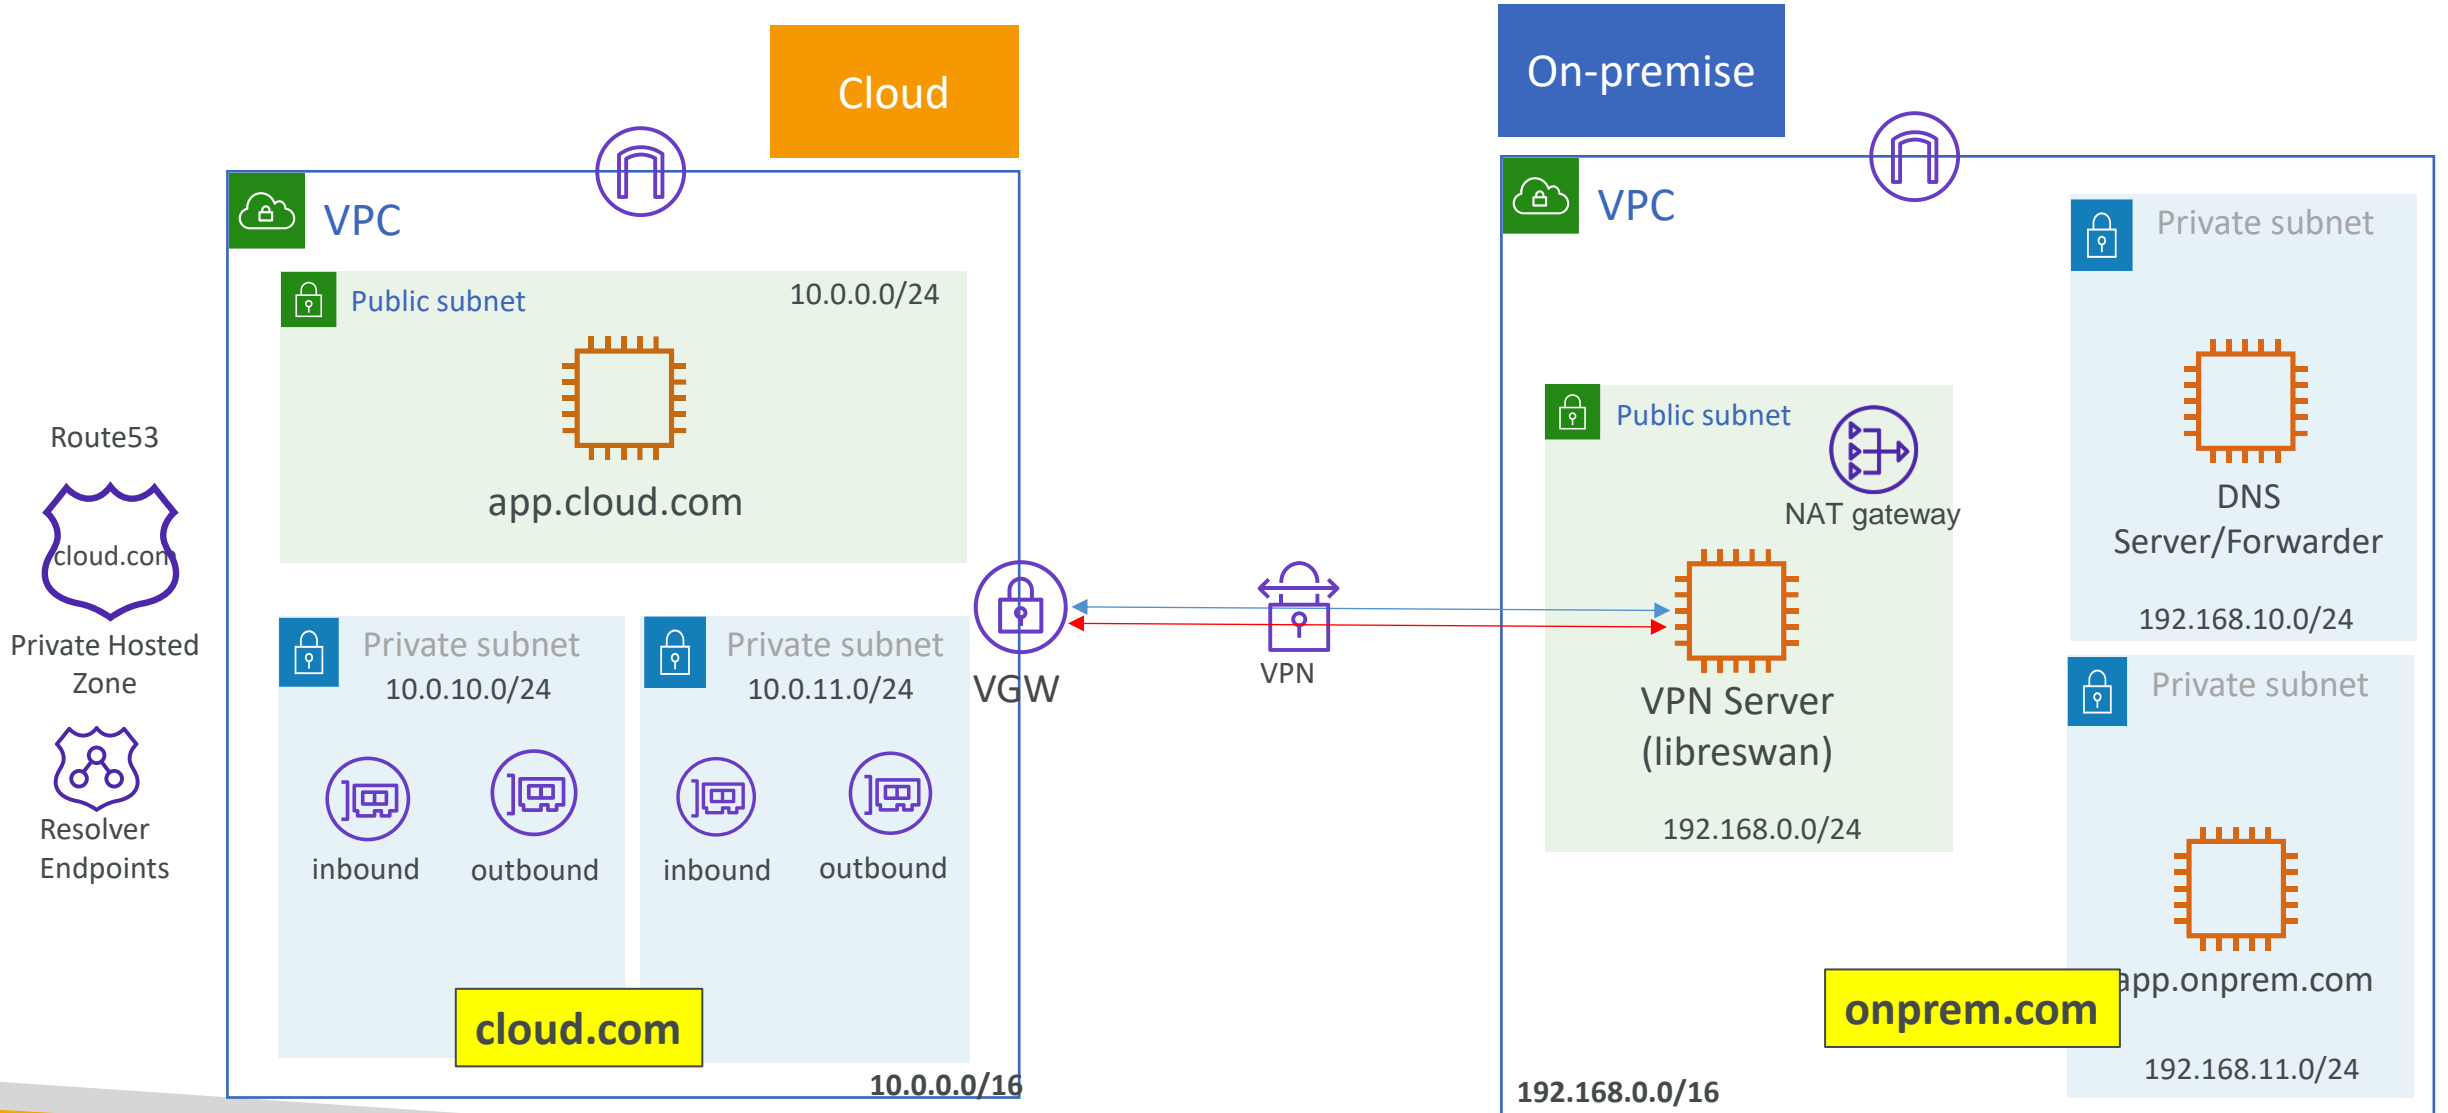 Cloud
On-premise
VPC
Public subnet
10.0.0.0/24
app.cloud.com
Route53
cloud.com
Private Hosted
Zone
Resolver
Endpoints
Private subnet
10.0.10.0/24
inbound
outbound
Private subnet
10.0.11.0/24
inbound
outbound
cloud.com
10.0.0.0/16
VGW
VPN
VPC
Public subnet
NAT gateway
VPN Server
(libreswan)
192.168.0.0/24
Private subnet
DNS
Server/Forwarder
192.168.10.0/24
Private subnet
app.onprem.com
onprem.com
192.168.11.0/24
192.168.0.0/16